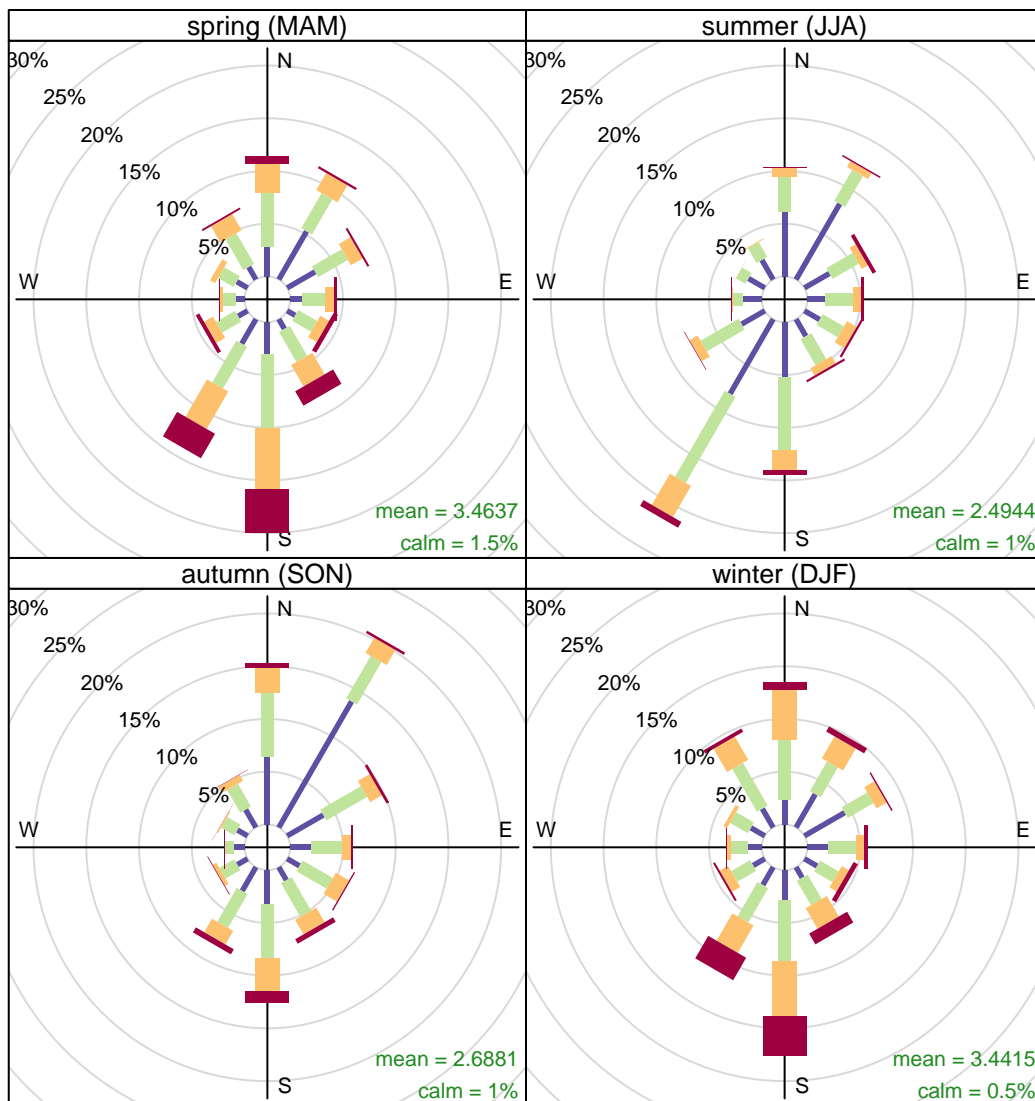 spring (MAM)
30%
25%
20%
15%
10%
5%
N
W
E
S
mean = 3.4637
calm = 1.5%
summer (JJA)
30%
25%
20%
15%
10%
5%
N
W
E
S
mean = 2.4944
calm = 1%
autumn (SON)
30%
25%
20%
15%
10%
5%
N
W
E
S
mean = 2.6881
calm = 1%
winter (DJF)
30%
25%
20%
15%
10%
5%
N
W
E
S
mean = 3.4415
calm = 0.5%